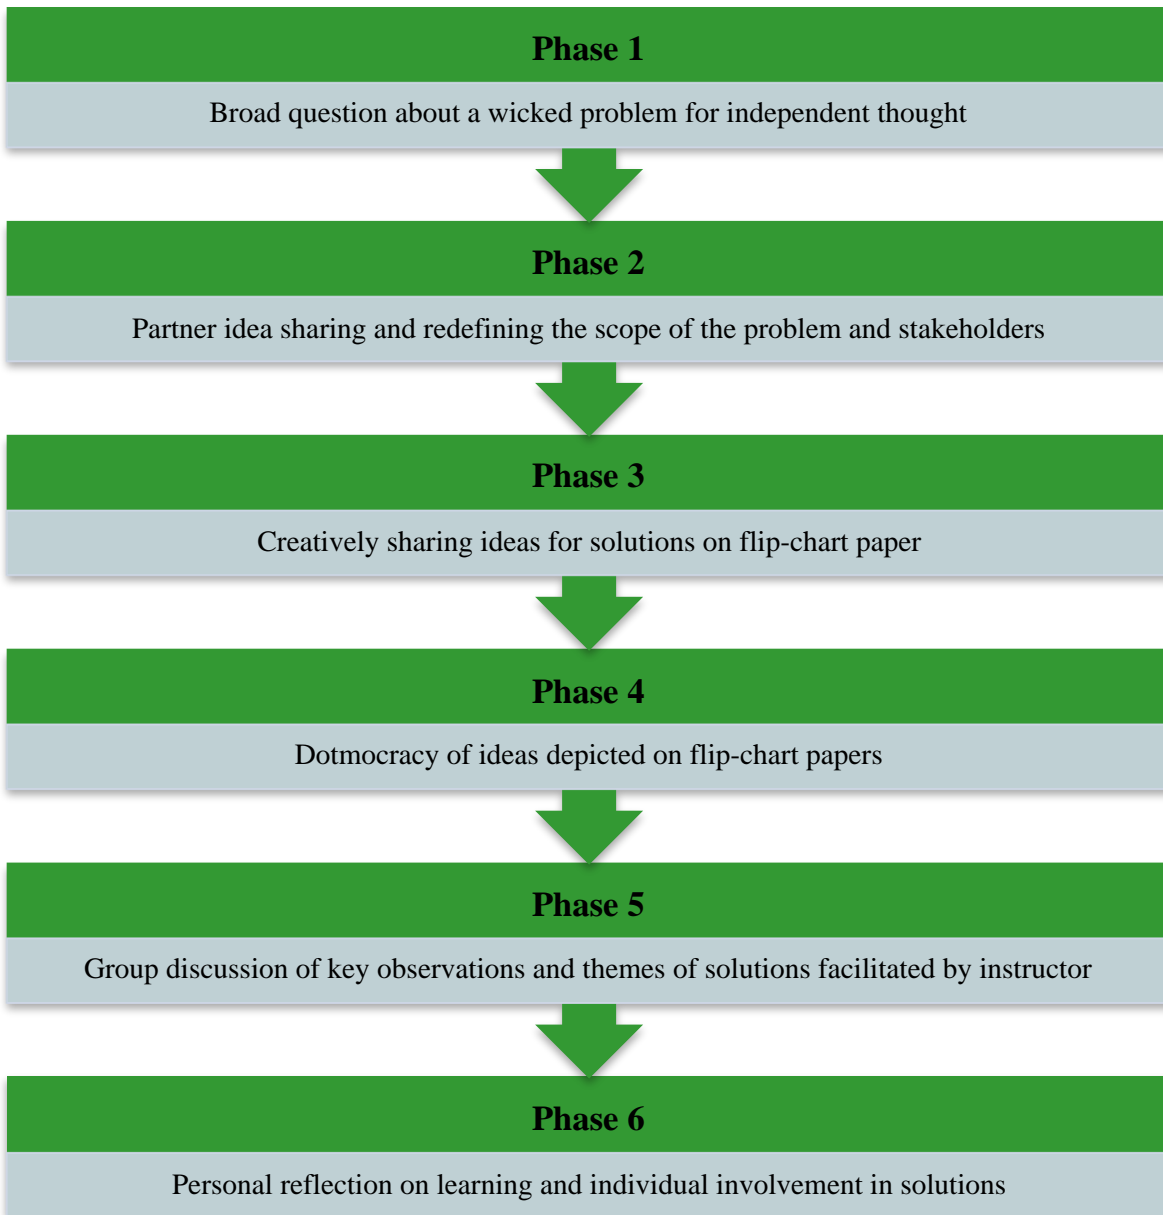 Phase 1
Broad question about a wicked problem for independent thought
Phase 2
Partner idea sharing and redefining the scope of the problem and stakeholders
Phase 3
Creatively sharing ideas for solutions on flip-chart paper
Phase 4
Dotmocracy of ideas depicted on flip-chart papers
Phase 5
Group discussion of key observations and themes of solutions facilitated by instructor
Phase 6
Personal reflection on learning and individual involvement in solutions